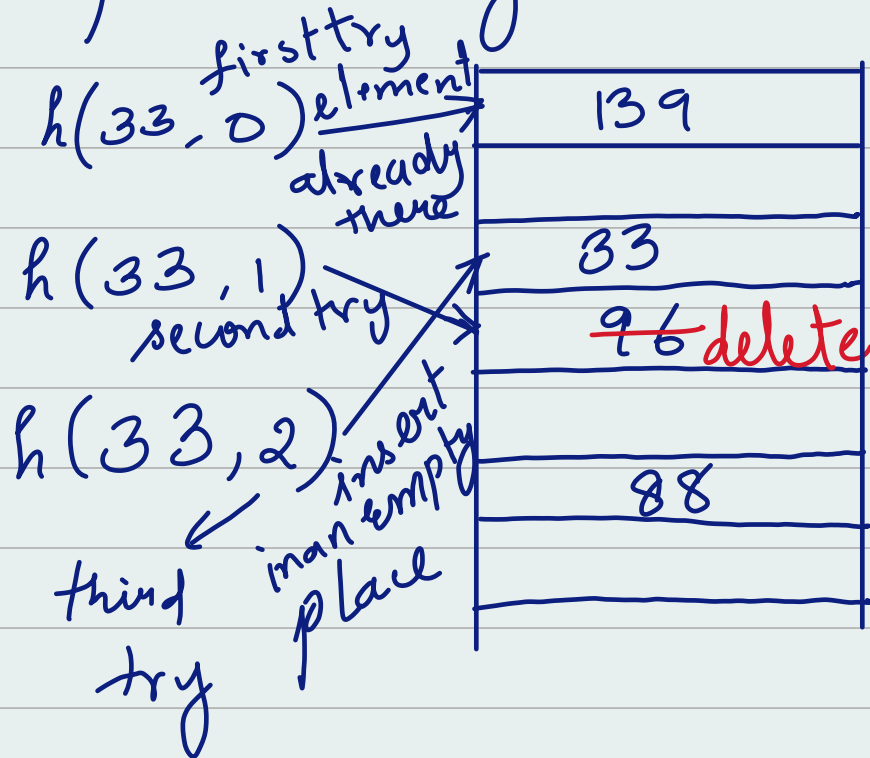 first try
h(33, 0) element
already
there
139
h(33, 1)
second try
33
96 delete
h(33, 2)
insert
in an empty
place
88
third
try